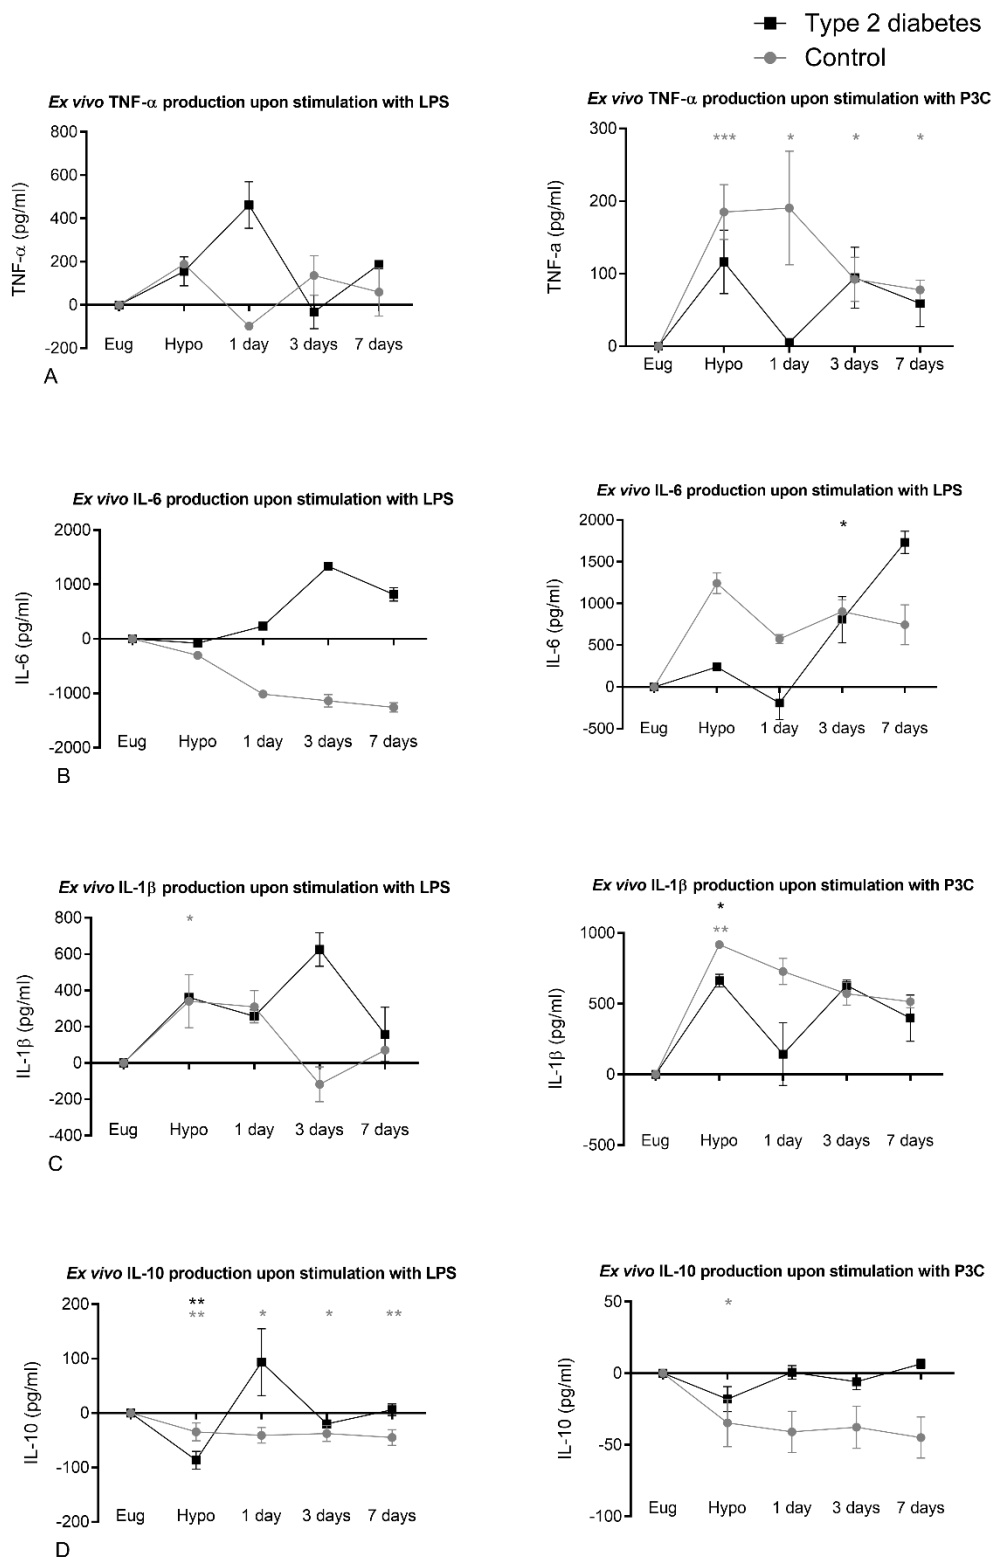 Type 2 diabetes
Control
Ex vivo TNF-α production upon stimulation with LPS
800
600
400
200
0
-200
TNF-α (pg/ml)
Eug Hypo 1 day 3 days 7 days
A
Ex vivo TNF-α production upon stimulation with P3C
300
200
100
0
TNF-a (pg/ml)
*** * * *
Eug Hypo 1 day 3 days 7 days
Ex vivo IL-6 production upon stimulation with LPS
2000
1000
0
-1000
-2000
IL-6 (pg/ml)
Eug Hypo 1 day 3 days 7 days
B
Ex vivo IL-6 production upon stimulation with LPS
2000
1500
1000
500
0
-500
IL-6 (pg/ml)
*
Eug Hypo 1 day 3 days 7 days
Ex vivo IL-1β production upon stimulation with LPS
800
600
400
200
0
-200
-400
IL-1β (pg/ml)
*
Eug Hypo 1 day 3 days 7 days
C
Ex vivo IL-1β production upon stimulation with P3C
1000
500
0
-500
IL-1β (pg/ml)
*
**
Eug Hypo 1 day 3 days 7 days
Ex vivo IL-10 production upon stimulation with LPS
200
100
0
-100
-200
IL-10 (pg/ml)
**
** * * **
Eug Hypo 1 day 3 days 7 days
D
Ex vivo IL-10 production upon stimulation with P3C
50
0
-50
-100
IL-10 (pg/ml)
*
Eug Hypo 1 day 3 days 7 days